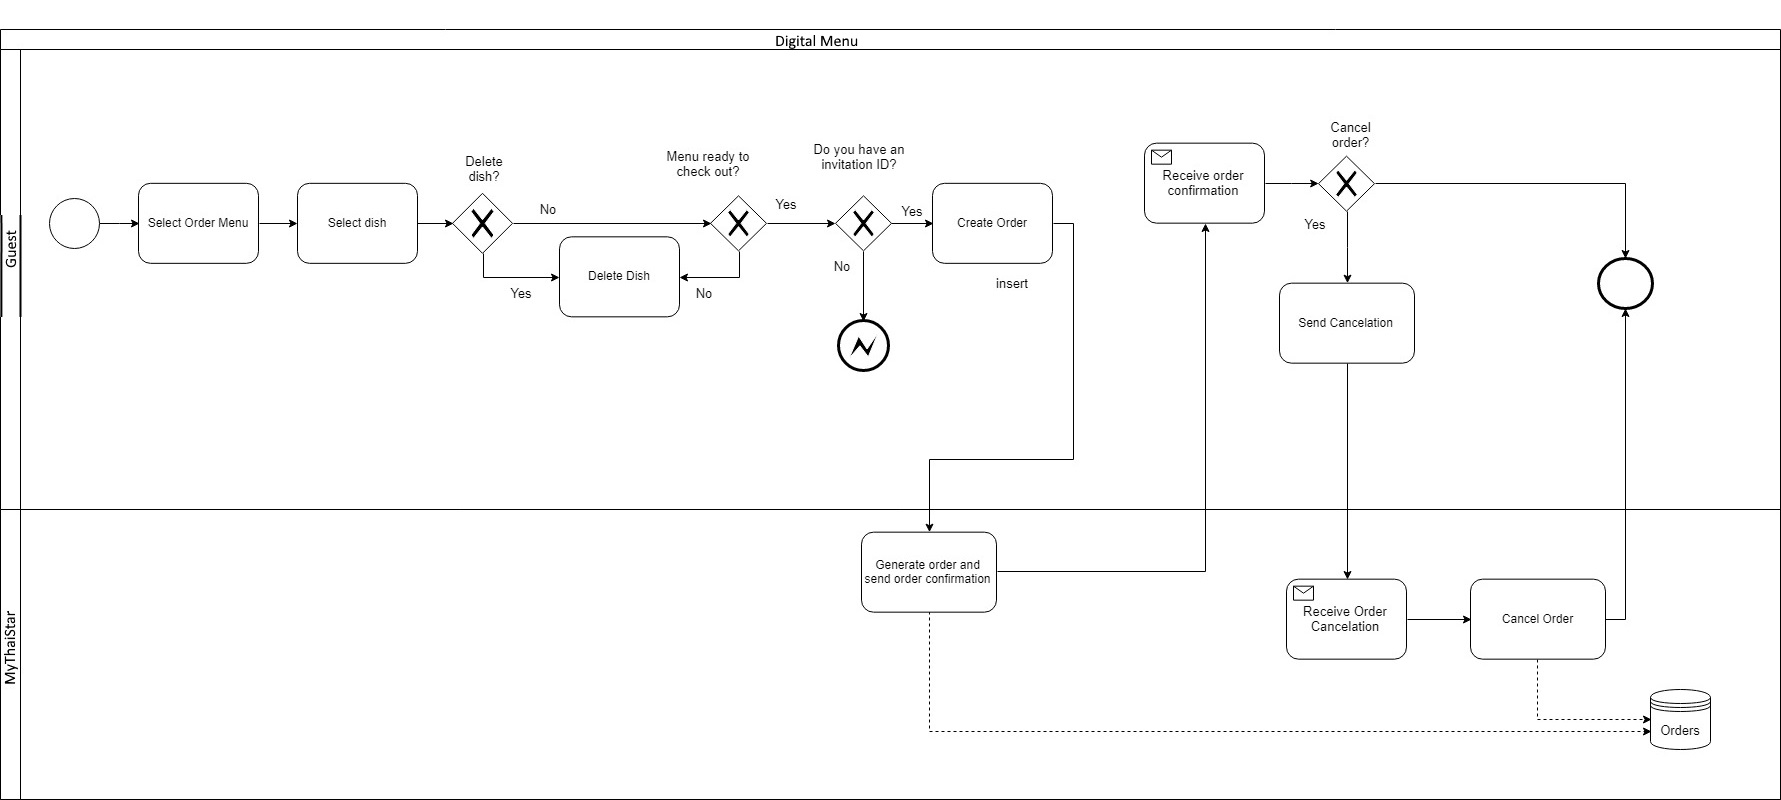 Digital Menu
Guest
Select Order Menu
Select dish
Delete
dish?
No
Yes
Delete Dish
Menu ready to
check out?
Yes
No
Do you have an
invitation ID?
Yes
No
Create Order
insert
Receive order
confirmation
Cancel
order?
Yes
Send Cancelation
MyThaiStar
Generate order and
send order confirmation
Receive Order
Cancelation
Cancel Order
Orders